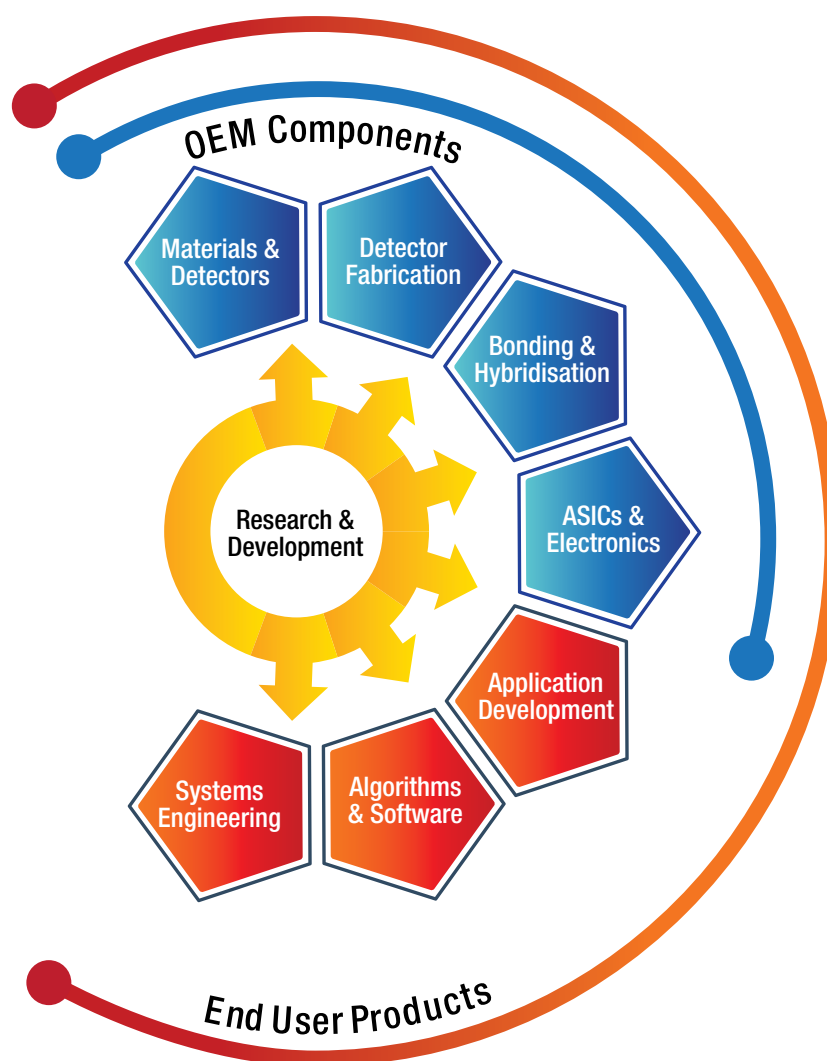 OEM Components
Materials &
Detectors
Detector
Fabrication
Bonding &
Hybridisation
ASICs &
Electronics
Research &
Development
Application
Development
Algorithms
& Software
Systems
Engineering
End User Products